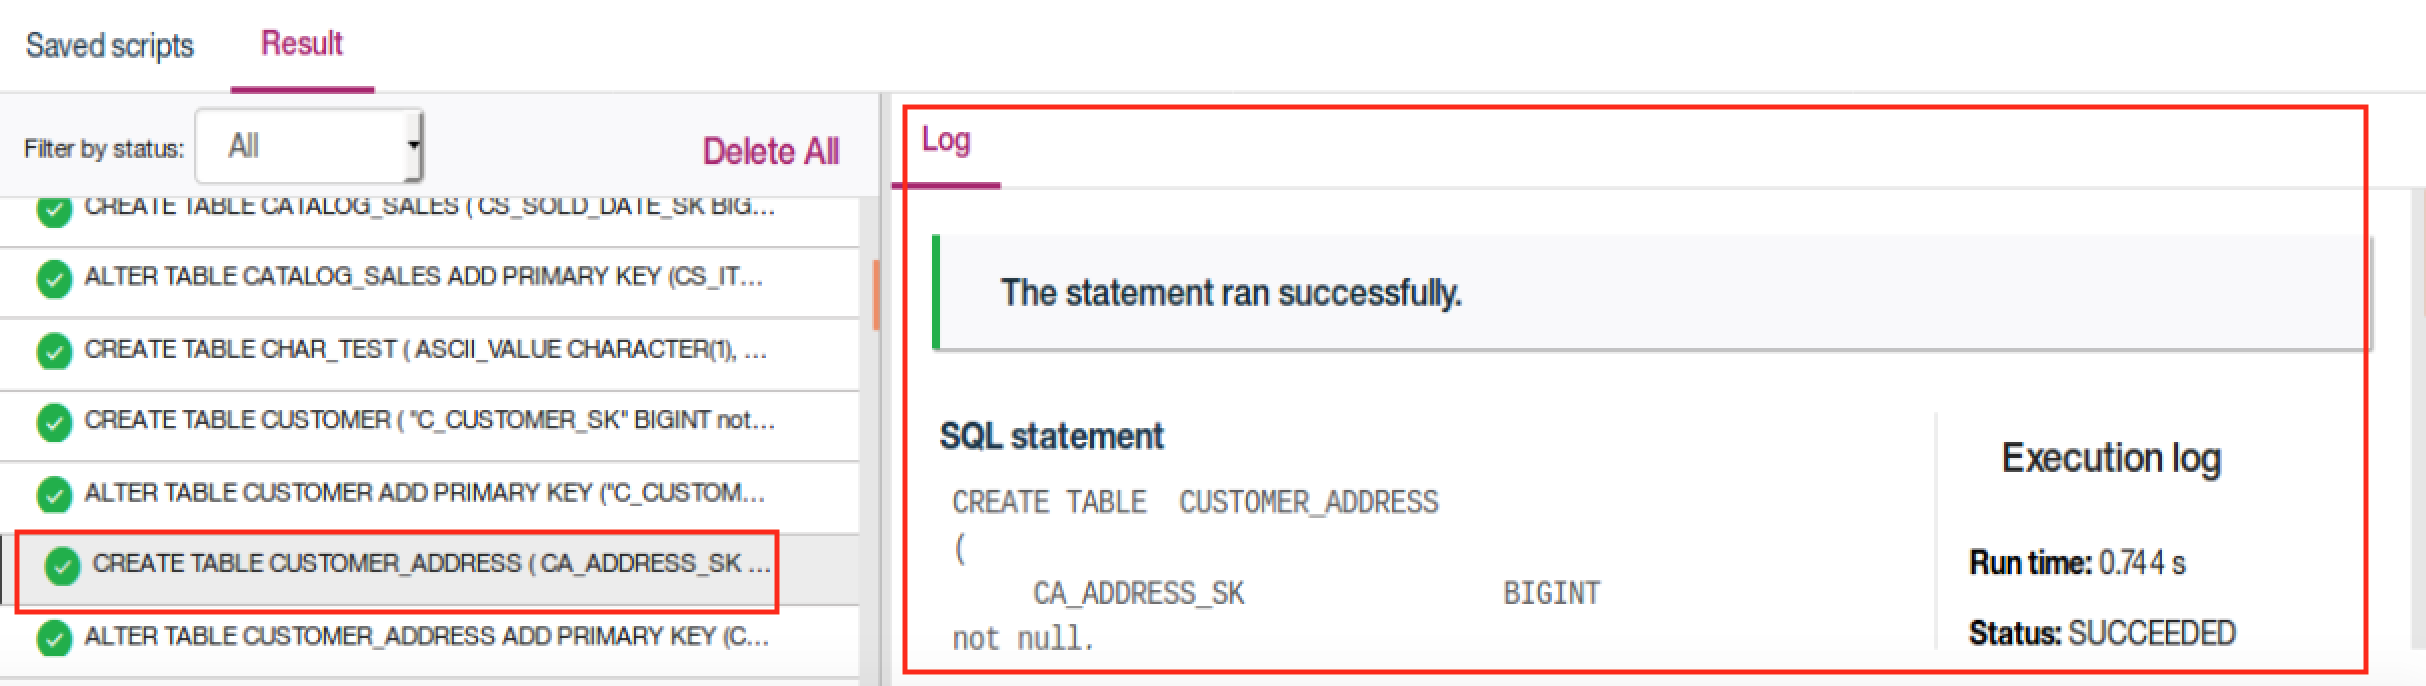 Saved scripts
Result
Filter by status:
All
Delete All
CREATE TABLE CATALOG_SALES ( CS_SOLD_DATE_SK BIG...
ALTER TABLE CATALOG_SALES ADD PRIMARY KEY (CS_IT...
CREATE TABLE CHAR_TEST ( ASCII_VALUE CHARACTER(1), ...
CREATE TABLE CUSTOMER ( "C_CUSTOMER_SK" BIGINT not...
ALTER TABLE CUSTOMER ADD PRIMARY KEY ("C_CUSTOM...
CREATE TABLE CUSTOMER_ADDRESS ( CA_ADDRESS_SK ...
ALTER TABLE CUSTOMER_ADDRESS ADD PRIMARY KEY (C...
Log
The statement ran successfully.
SQL statement
CREATE TABLE  CUSTOMER_ADDRESS
(
CA_ADDRESS_SK BIGINT
not null,
Execution log
Run time: 0.744 s
Status: SUCCEEDED